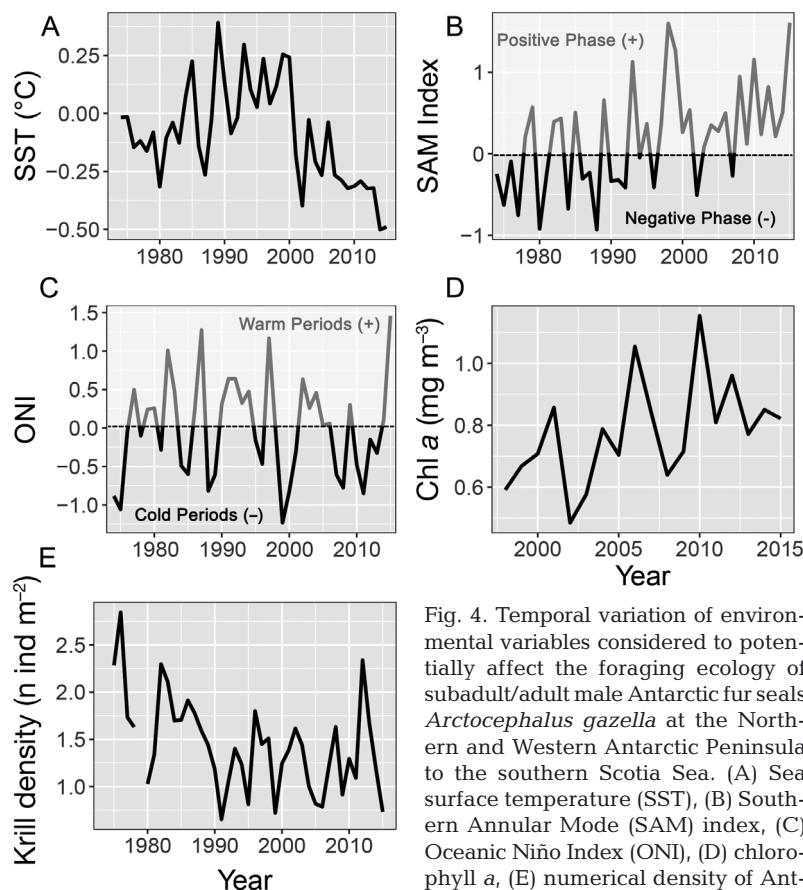 A
SST (°C)
0.25
0.00
−0.25
−0.50
1980 1990 2000 2010
B
SAM Index
Positive Phase (+)
1
0
−1
Negative Phase (-)
1980 1990 2000 2010
C
ONI
1.5
1.0
0.5
0.0
−0.5
−1.0
Warm Periods (+)
Cold Periods (–)
1980 1990 2000 2010
D
Chl a (mg m–3)
1.0
0.8
0.6
2000 2005 2010 2015
Year
E
Krill density (n ind m−2)
2.5
2.0
1.5
1.0
1980 1990 2000 2010
Year
Fig. 4. Temporal variation of environ-
mental variables considered to poten-
tially affect the foraging ecology of
subadult/adult male Antarctic fur seals
Arctocephalus gazella at the North-
ern and Western Antarctic Peninsula
to the southern Scotia Sea. (A) Sea
surface temperature (SST), (B) South-
ern Annular Mode (SAM) index, (C)
Oceanic Niño Index (ONI), (D) chloro-
phyll a, (E) numerical density of Ant-